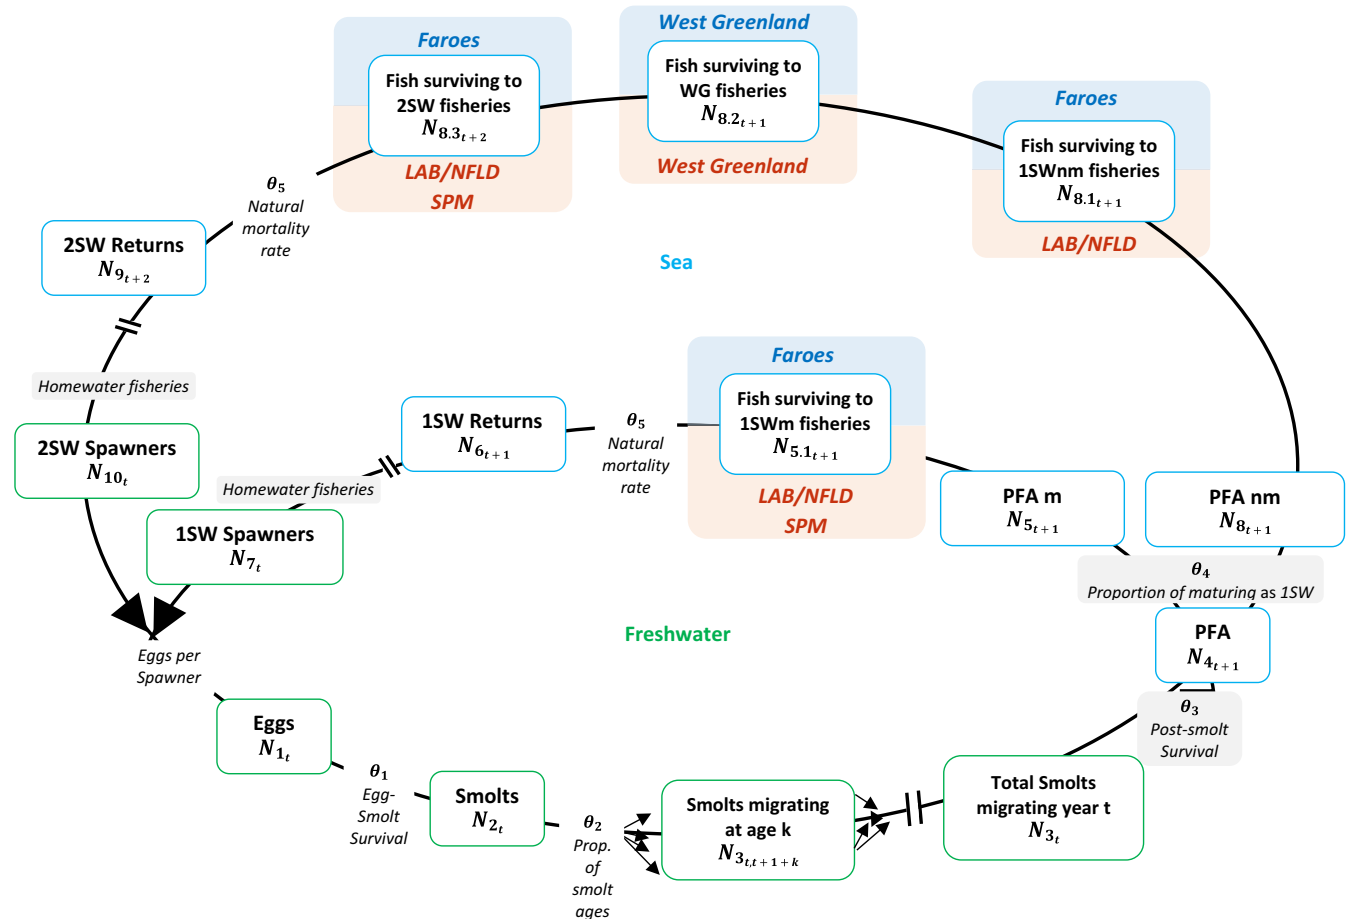 Faroes
Fish surviving to
2SW fisheries
N8.3t + 2
LAB/NFLD
SPM
West Greenland
Fish surviving to
WG fisheries
N8.2t + 1
West Greenland
Faroes
Fish surviving to
1SWnm fisheries
N8.1t + 1
LAB/NFLD
θ5
Natural
mortality
rate
2SW Returns
N9t + 2
Sea
Homewater fisheries
2SW Spawners
N10t
Faroes
Fish surviving to
1SWm fisheries
N5.1t + 1
LAB/NFLD
SPM
θ5
Natural
mortality
rate
1SW Returns
N6t + 1
Homewater fisheries
1SW Spawners
N7t
PFA m
N5t + 1
PFA nm
N8t + 1
θ4
Proportion of maturing as 1SW
PFA
N4t + 1
Freshwater
Eggs per
Spawner
θ3
Post-smolt
Survival
Eggs
N1t
θ1
Egg-
Smolt
Survival
Smolts
N2t
θ2
Prop.
of
smolt
ages
Smolts migrating
at age k
N3t,t + 1 + k
Total Smolts
migrating year t
N3t